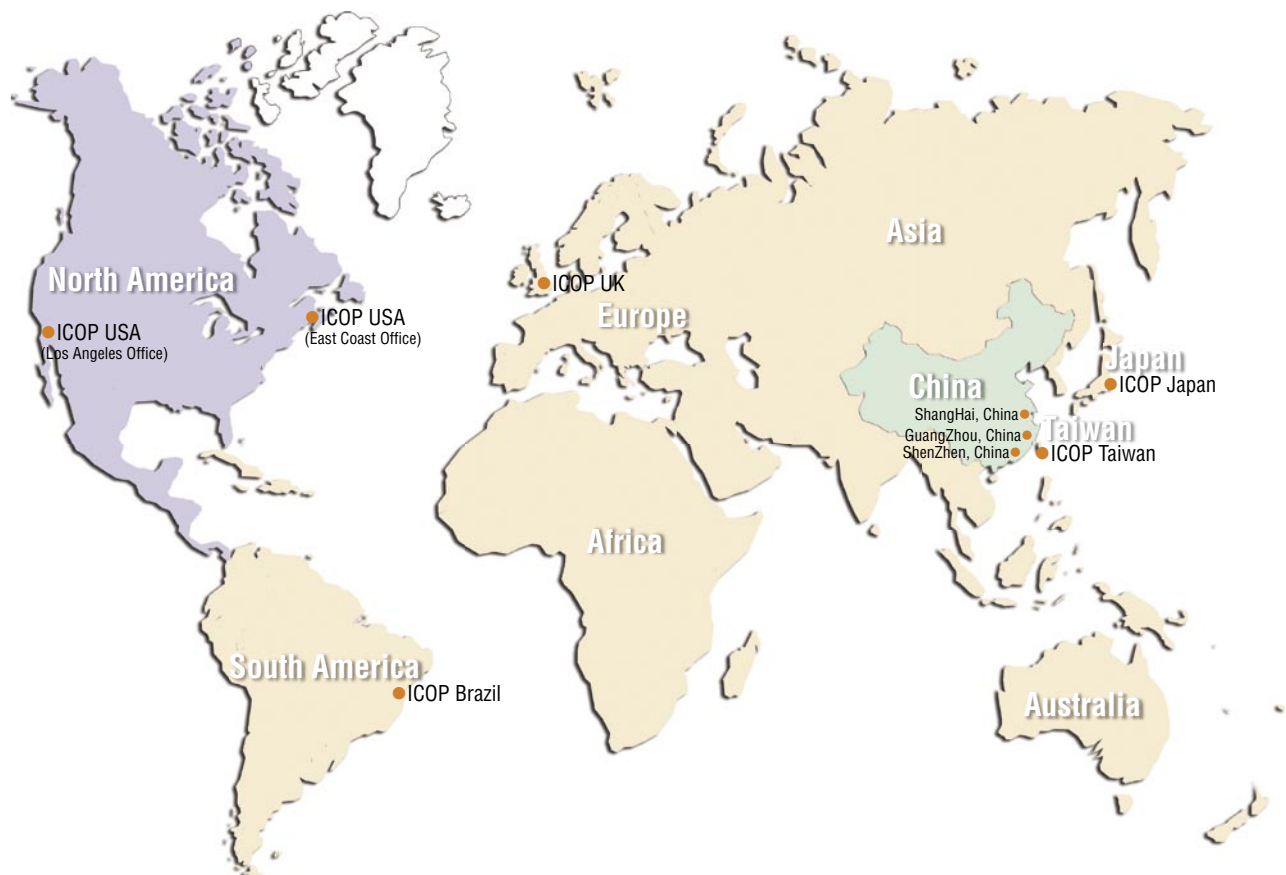 Asia
North America
ICOP UK
Europe
ICOP USA
(East Coast Office)
ICOP USA
(Los Angeles Office)
Japan
ICOP Japan
China
ShangHai, China
Taiwan
GuangZhou, China
ShenZhen, China
ICOP Taiwan
Africa
South America
ICOP Brazil
Australia